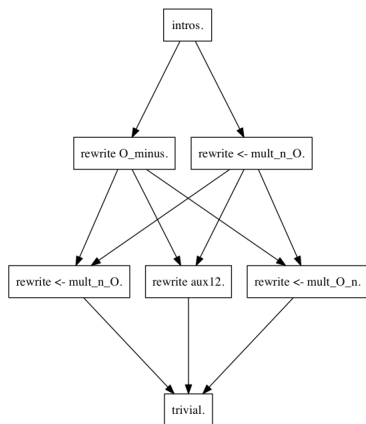 intros.
rewrite O_minus.
rewrite <- mult_n_O.
rewrite <- mult_n_O.
rewrite aux12.
rewrite <- mult_O_n.
trivial.